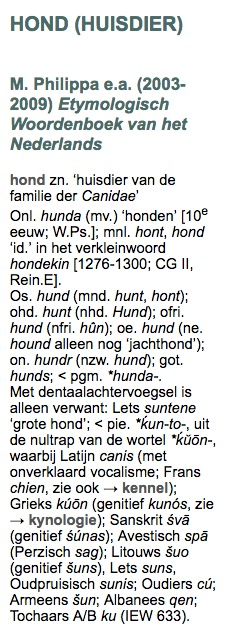 HOND (HUISDIER)
M. Philippa e.a. (2003-
2009) Etymologisch
Woordenboek van het
Nederlands
hond zn. ‘huisdier van de
familie der Canidae’
Onl. hunda (mv.) ‘honden’ [10e
eeuw; W.Ps.]; mnl. hont, hond
‘id.’ in het verkleinwoord
hondekin [1276-1300; CG II,
Rein.E].
Os. hund (mnd. hunt, hont);
ohd. hunt (nhd. Hund); ofri.
hund (nfri. hûn); oe. hund (ne.
hound alleen nog ‘jachthond’);
on. hundr (nzw. hund); got.
hunds; < pgm. *hunda-.
Met dentaalachtervoegsel is
alleen verwant: Lets suntene
‘grote hond’; < pie. *ḱun-to-, uit
de nultrap van de wortel *ḱuōn-,
waarbij Latijn canis (met
onverklaard vocalisme; Frans
chien, zie ook → kennel);
Grieks kúōn (genitief kunós, zie
→ kynologie); Sanskrit śvā
(genitief śúnas); Avestisch spā
(Perzisch sag); Litouws šuo
(genitief šuns), Lets suns,
Oudpruisisch sunis; Oudiers cú;
Armeens šun; Albanees qen;
Tochaars A/B ku (IEW 633).